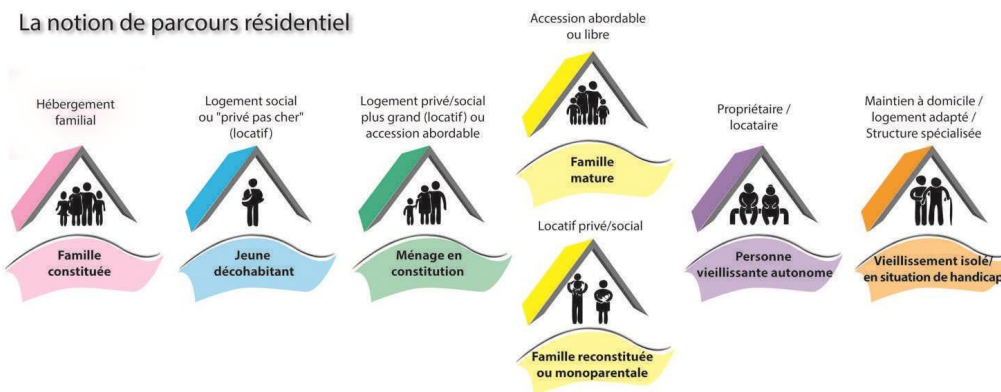 La notion de parcours résidentiel
Hébergement
familial
Famille
constituée
Logement social
ou "privé pas cher"
(locatif)
Jeune
décohabitant
Logement privé/social
plus grand (locatif) ou
accession abordable
Ménage en
constitution
Accession abordable
ou libre
Famille
mature
Locatif privé/social
Famille reconstituée
ou monoparentale
Propriétaire /
locataire
Personne
vieillissante autonome
Maintien à domicile /
logement adapté /
Structure spécialisée
Vieillissement isolé/
en situation de handicap